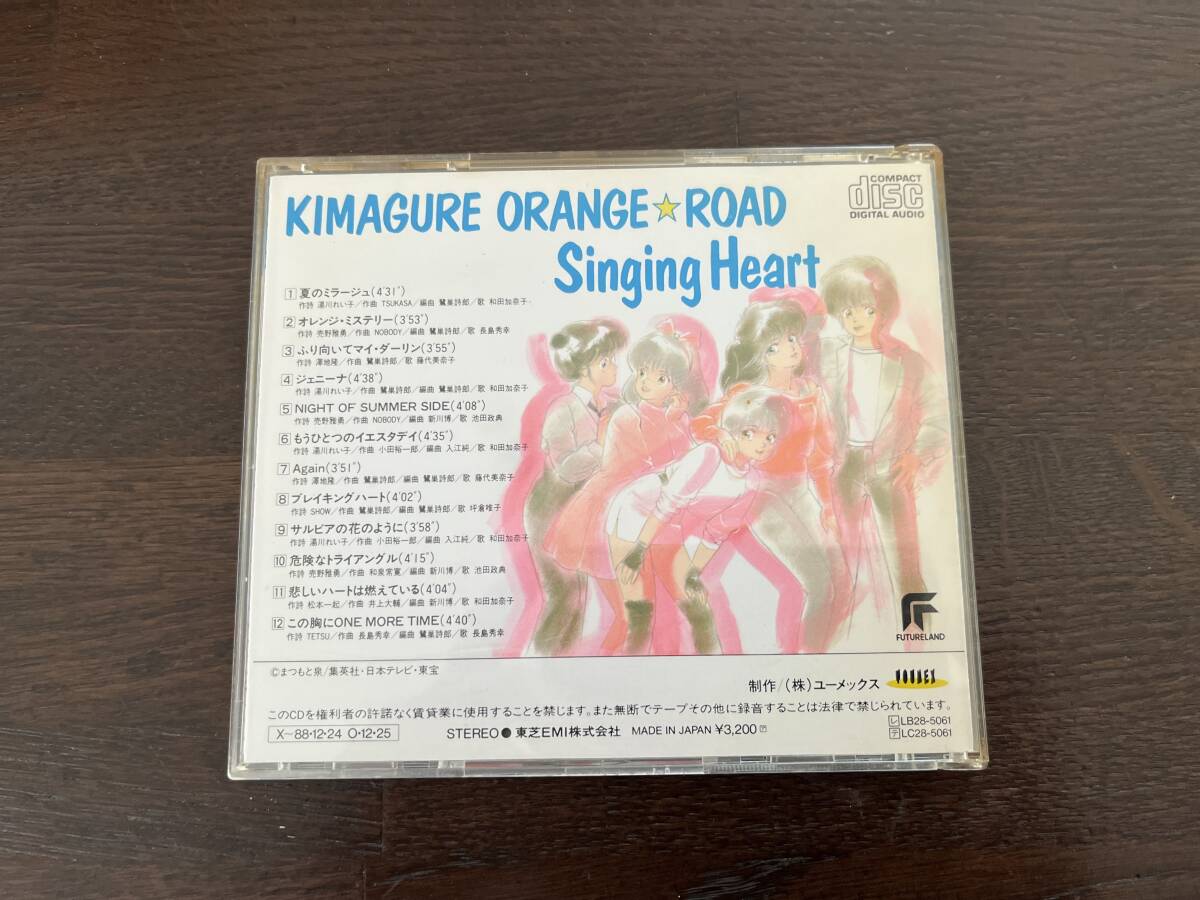 KIMAGURE ORANGE☆ROAD
Singing Heart
COMPACT
disc
DIGITAL AUDIO
1 夏のミラージュ(4'31")
作詩 湯川れい子/作曲 TSUKASA/編曲 鷺巣詩郎/歌 和田加奈子
2 オレンジ・ミステリー(3'53")
作詩 売野雅勇/作曲 NOBODY/編曲 鷺巣詩郎/歌 長島秀幸
3 ふり向いてマイ・ダーリン(3'55")
作詩 澤地隆/作曲 鷺巣詩郎/歌 藤代美奈子
4 ジェニーナ(4'38")
作詩 湯川れい子/作曲 鷺巣詩郎/編曲 鷺巣詩郎/歌 和田加奈子
5 NIGHT OF SUMMER SIDE(4'08")
作詩 売野雅勇/作曲 NOBODY/編曲 新川博/歌 池田政典
6 もうひとつのイエスタデイ(4'35")
作詩 湯川れい子/作曲 小田裕一郎/編曲 入江純/歌 和田加奈子
7 Again(3'51")
作詩 澤地隆/作曲 鷺巣詩郎/編曲 鷺巣詩郎/歌 藤代美奈子
8 ブレイキングハート(4'02")
作詩 SHOW/作曲 鷺巣詩郎/編曲 鷺巣詩郎/歌 坪倉唯子
9 サルビアの花のように(3'58")
作詩 湯川れい子/作曲 小田裕一郎/編曲 入江純/歌 和田加奈子
10 危険なトライアングル(4'15")
作詩 売野雅勇/作曲 和泉常寛/編曲 新川博/歌 池田政典
11 悲しいハートは燃えている(4'04")
作詩 松本一起/作曲 井上大輔/編曲 新川博/歌 和田加奈子
12 この胸にONE MORE TIME(4'40")
作詩 TETSU/作曲 長島秀幸/編曲 鷺巣詩郎/歌 長島秀幸
FUTURELAND
©まつもと泉/集英社・日本テレビ・東宝
制作/(株)ユーメックス
YOUMEX
このCDを権利者の許諾なく賃貸業に使用することを禁じます。また無断でテープその他に録音することは法律で禁じられています。
X-88・12・24 O・12・25
STEREO ● 東芝EMI株式会社 MADE IN JAPAN ¥3,200
レ LB28-5061
テ LC28-5061